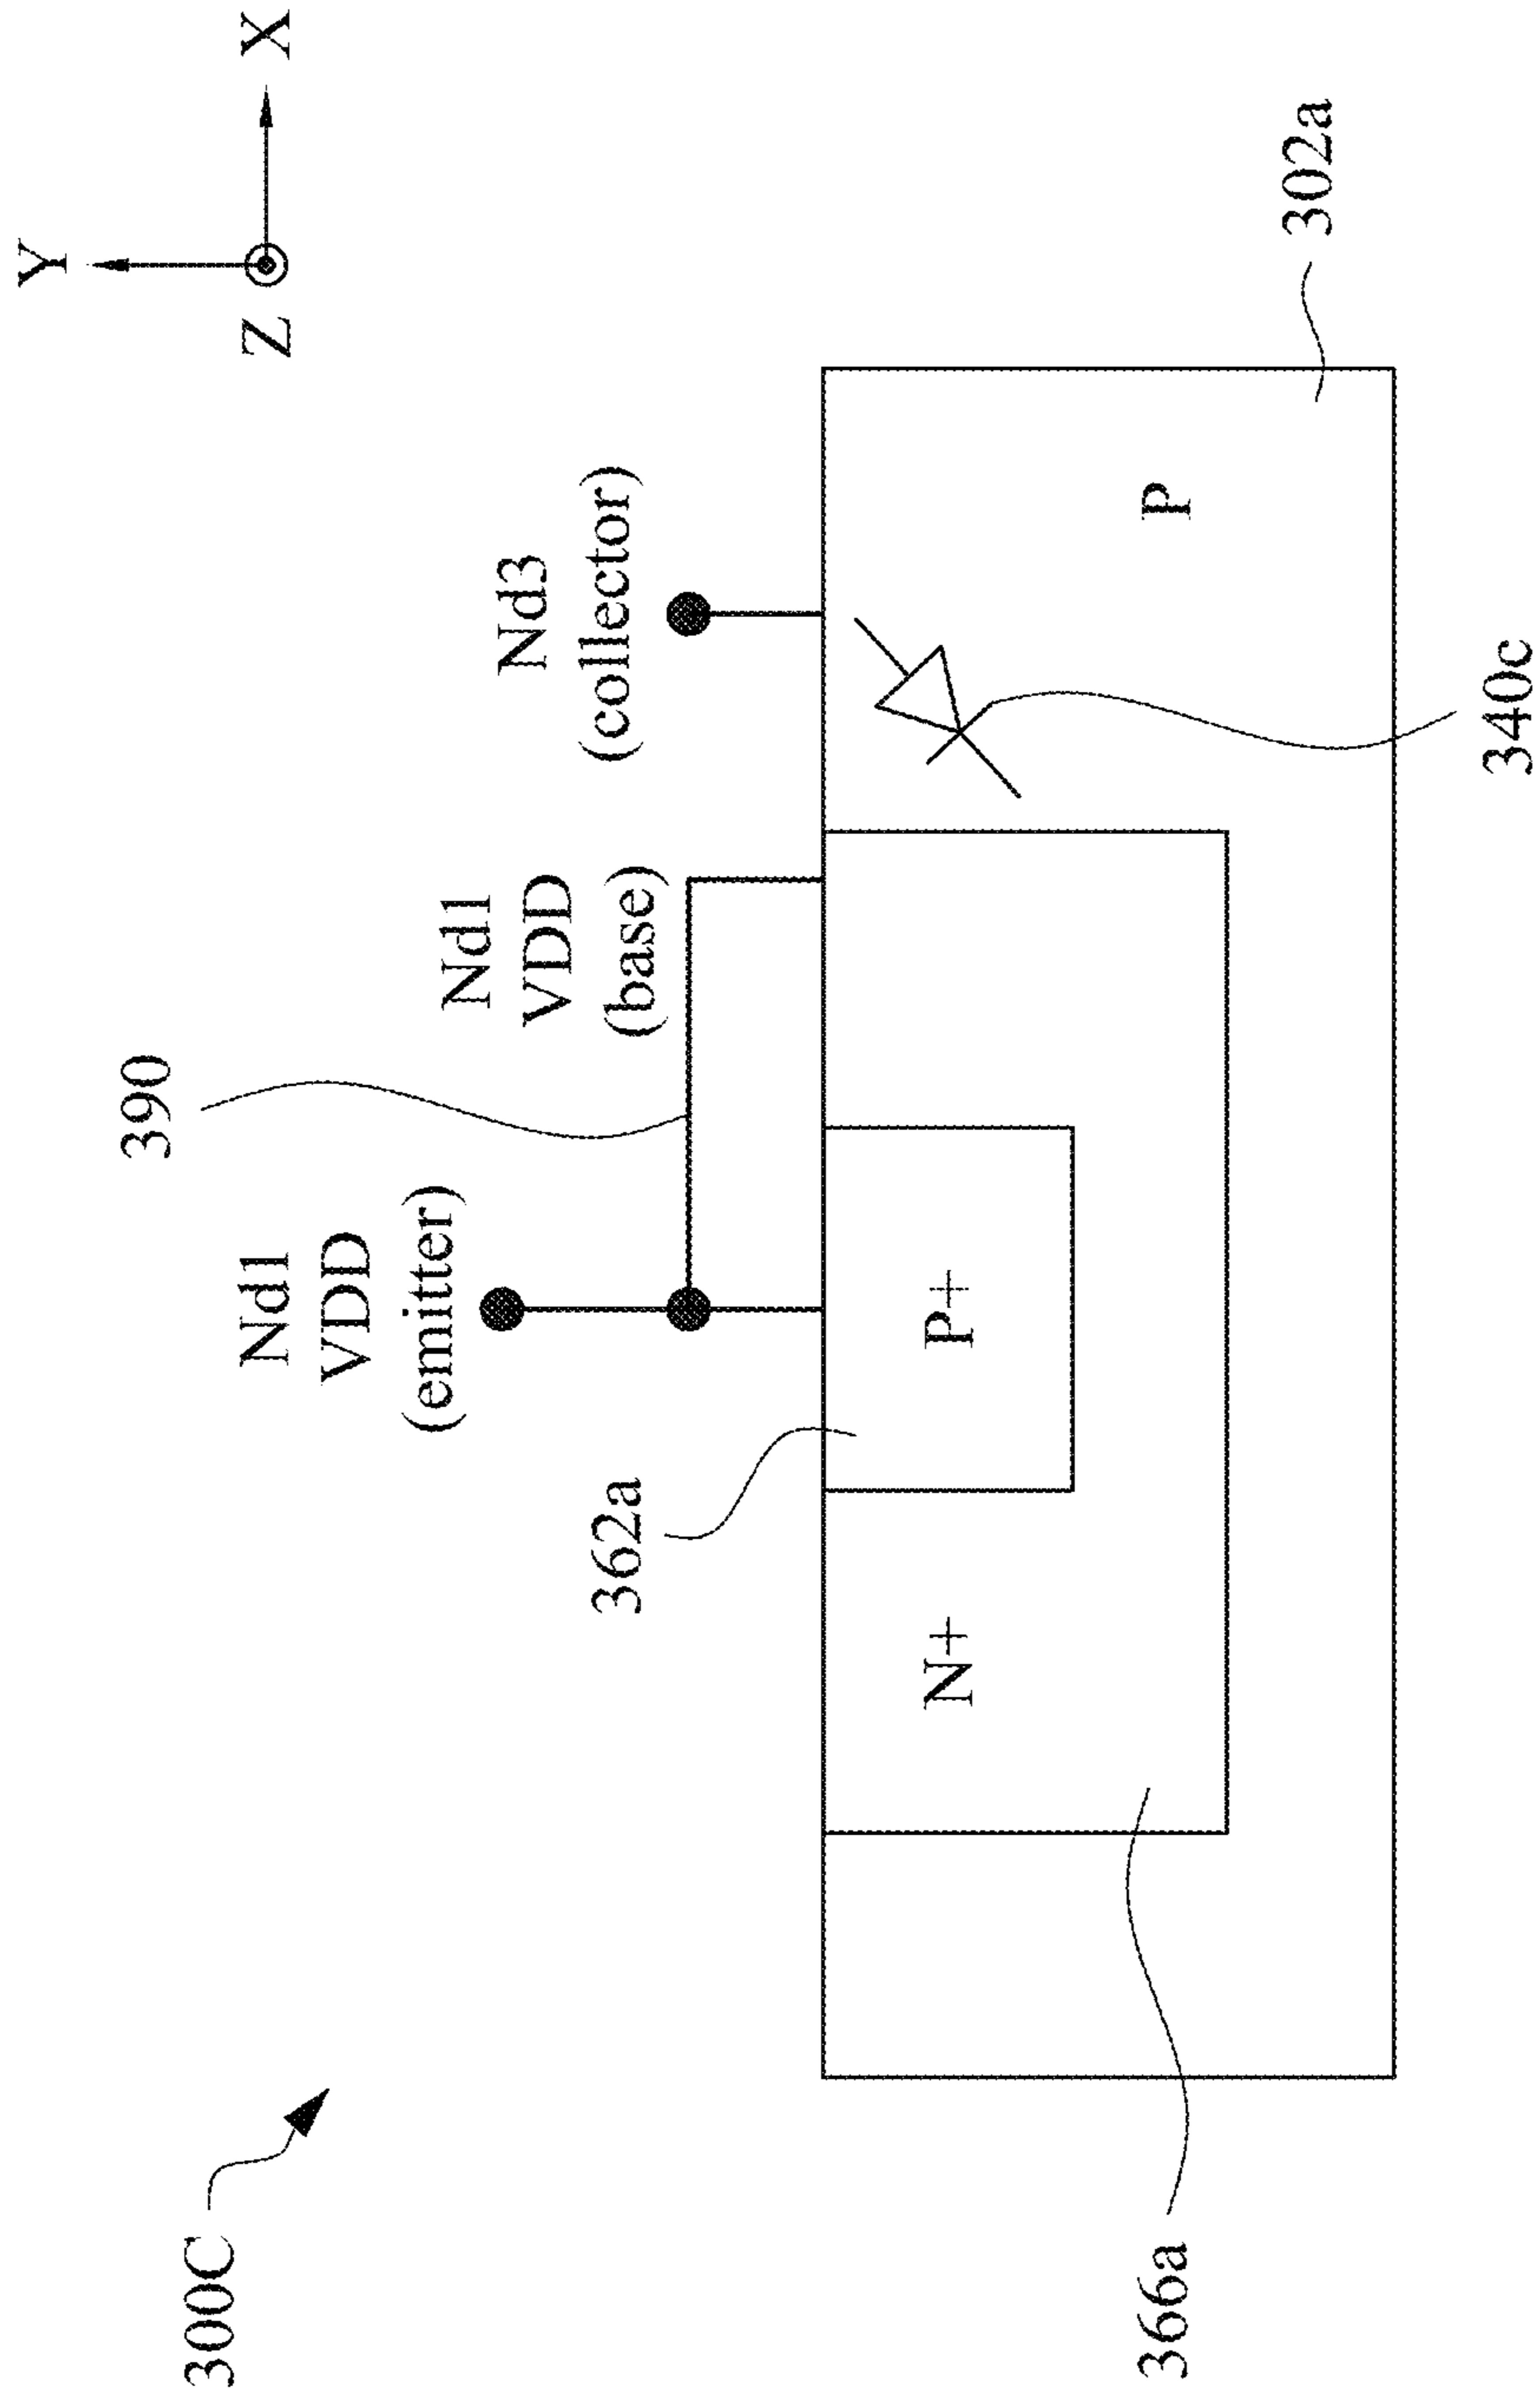 300C
Y
Z
X
390
Nd1
VDD
(emitter)
Nd1
VDD
(base)
Nd3
(collector)
362a
P+
N+
P
366a
340c
302a